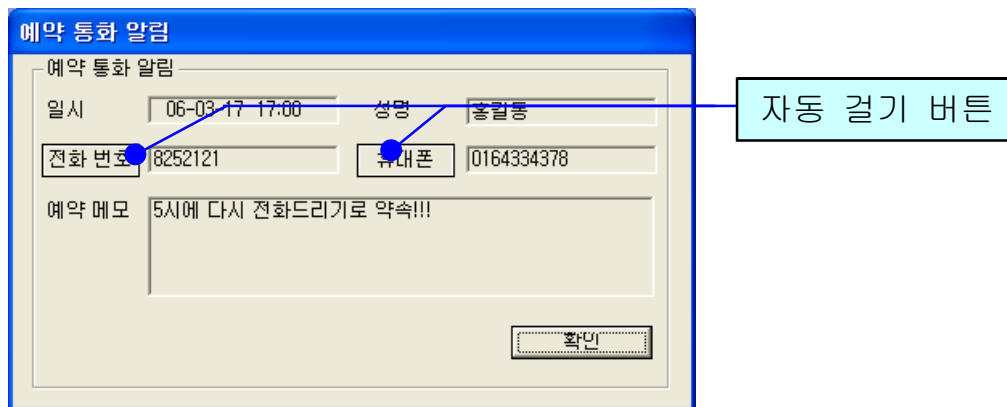 예약 통화 알림
예약 통화 알림
일시 06-03-17 17:00 성명 홍길동
자동 걸기 버튼
전화 번호 8252121 휴대폰 0164334378
예약 메모 5시에 다시 전화드리기로 약속!!!
확인